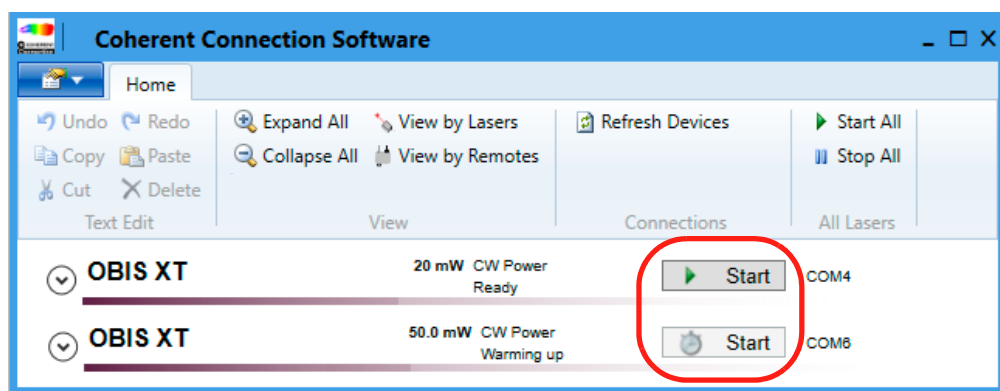 Coherent Connection Software
Home
Undo Redo Expand All View by Lasers Refresh Devices Start All
Copy Paste Collapse All View by Remotes Stop All
Cut Delete
Text Edit View Connections All Lasers
OBIS XT 20 mW CW Power Start COM4
Ready
OBIS XT 50.0 mW CW Power Start COM6
Warming up